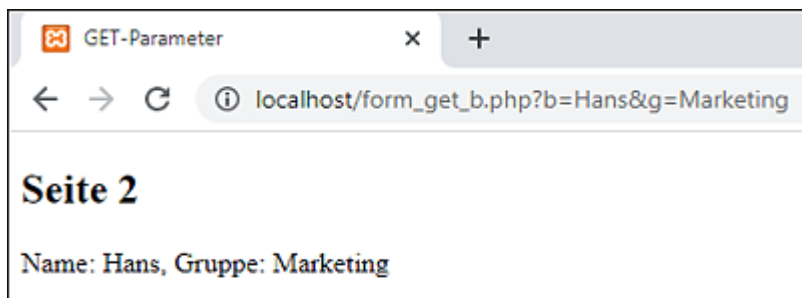 GET-Parameter
localhost/form_get_b.php?b=Hans&g=Marketing
Seite 2
Name: Hans, Gruppe: Marketing